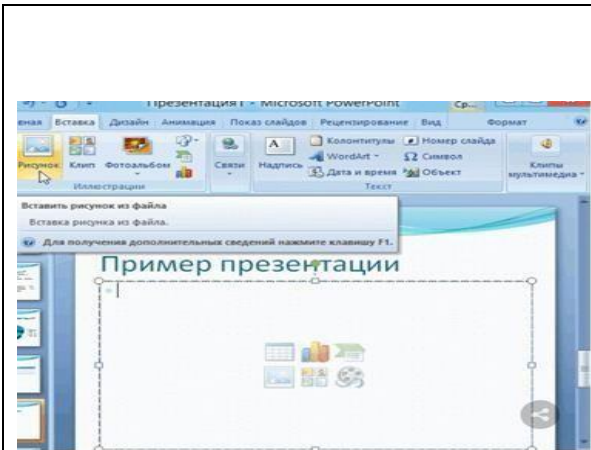 Презентация1 - Microsoft PowerPoint Ср...
Вставка Дизайн Анимация Показ слайдов Рецензирование Вид Формат
Рисунок Клип Фотоальбом Связи Надпись Колонтитулы Номер слайда
WordArt Символ Клипы
Дата и время Объект мультимедиа
Иллюстрации Текст
Вставить рисунок из файла
Вставка рисунка из файла.
Для получения дополнительных сведений нажмите клавишу F1.
Пример презентации